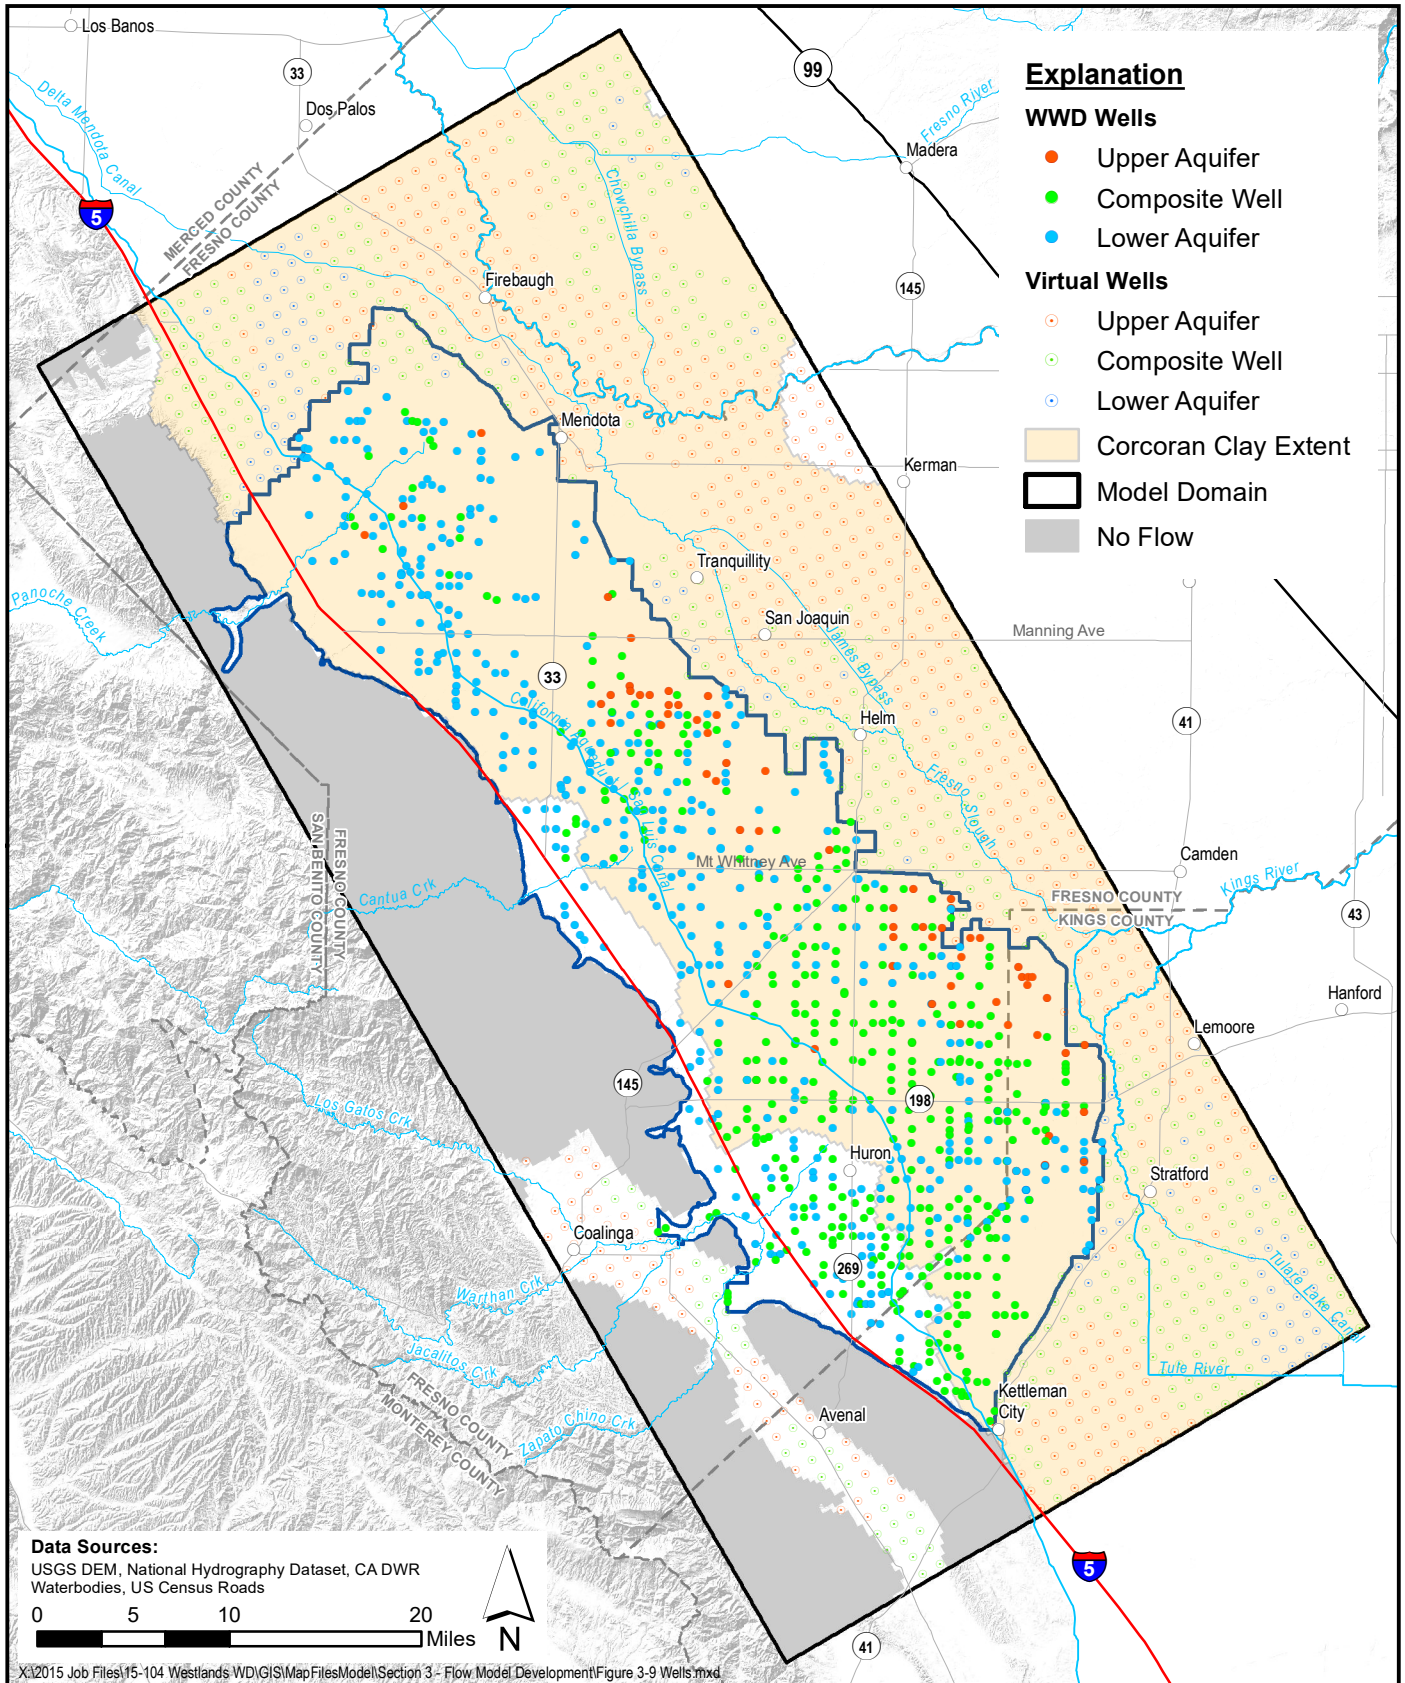 Los Banos
33
Dos Palos
99
Delta Mendota Canal
Fresno River
Madera
MERCED COUNTY
FRESNO COUNTY
5
Chowchilla Bypass
Firebaugh
145
Explanation
WWD Wells
Upper Aquifer
Composite Well
Lower Aquifer
Virtual Wells
Upper Aquifer
Composite Well
Lower Aquifer
Corcoran Clay Extent
Model Domain
No Flow
Mendota
Kerman
Tranquillity
Panoche Creek
San Joaquin
Manning Ave
James Bypass
33
California Aqueduct / San Luis Canal
Helm
41
Fresno Slough
FRESNO COUNTY
SAN BENITO COUNTY
Mt Whitney Ave
Camden
Cantua Crk
Kings River
FRESNO COUNTY
KINGS COUNTY
43
Hanford
Lemoore
145
198
Los Gatos Crk
Huron
Stratford
Coalinga
269
Warthan Crk
Tulare Lake Canal
Jacalitos Crk
Tule River
FRESNO COUNTY
MONTEREY COUNTY
Kettleman
City
Avenal
Zapato Chino Crk
5
41
Data Sources:
USGS DEM, National Hydrography Dataset, CA DWR
Waterbodies, US Census Roads
0 5 10 20
Miles
N
X:\2015 Job Files\15-104 Westlands WD\GIS\MapFilesModel\Section 3 - Flow Model Development\Figure 3-9 Wells.mxd